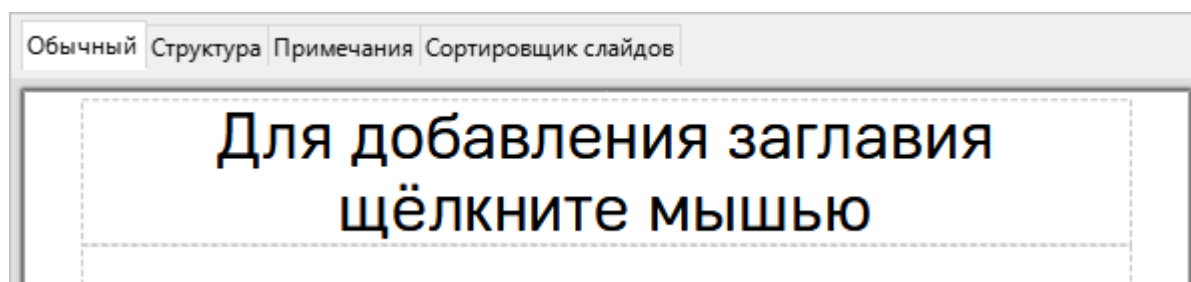 Обычный Структура Примечания Сортировщик слайдов
Для добавления заглавия
щёлкните мышью